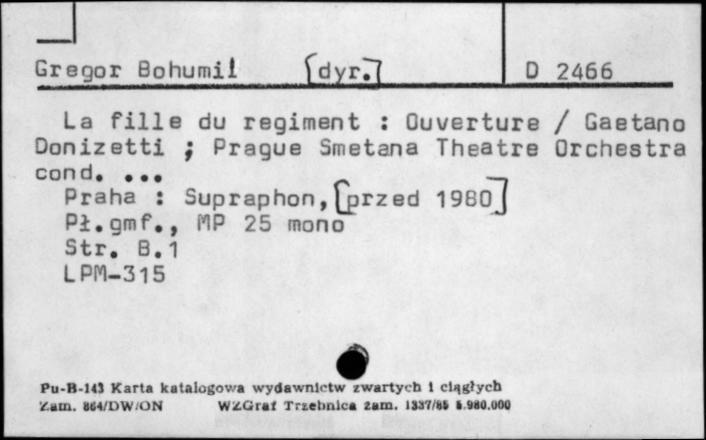 Gregor Bohumil [dyr.] D 2466
La fille du regiment : Ouverture / Gaetano
Donizetti ; Prague Smetana Theatre Orchestra
cond. ...
Praha : Supraphon, [przed 1980]
Pł.gmf., MP 25 mono
Str. B.1
LPM-315
Pu-B-143 Karta katalogowa wydawnictw zwartych i ciągłych
Zam. 864/DW/ON WZGraf Trzebnica zam. 1337/85 5.980.000